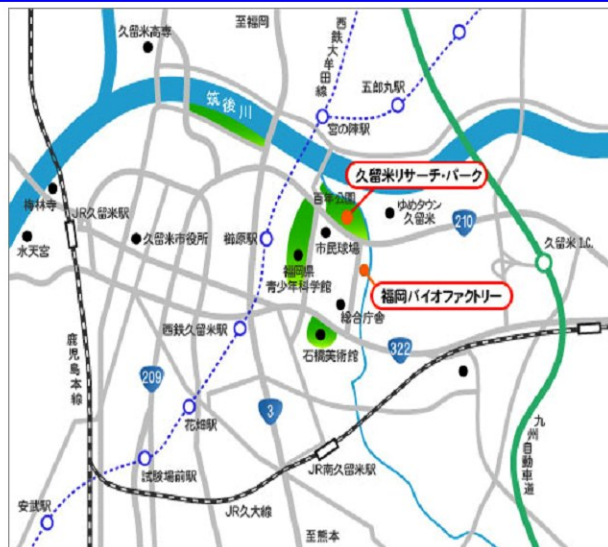 久留米高専
至福岡
西鉄大牟田線
五郎丸駅
筑後川
宮の陣駅
久留米リサーチ・パーク
百年公園
梅林寺
JR久留米駅
ゆめタウン
久留米
210
水天宮
久留米市役所
御原駅
市民球場
久留米 I.C.
福岡県
青少年科学館
福岡バイオファクトリー
総合庁舎
西鉄久留米駅
石橋美術館
322
鹿児島本線
209
3
花畑駅
九州自動車道
JR南久留米駅
試験場前駅
安武駅
JR久大線
至熊本